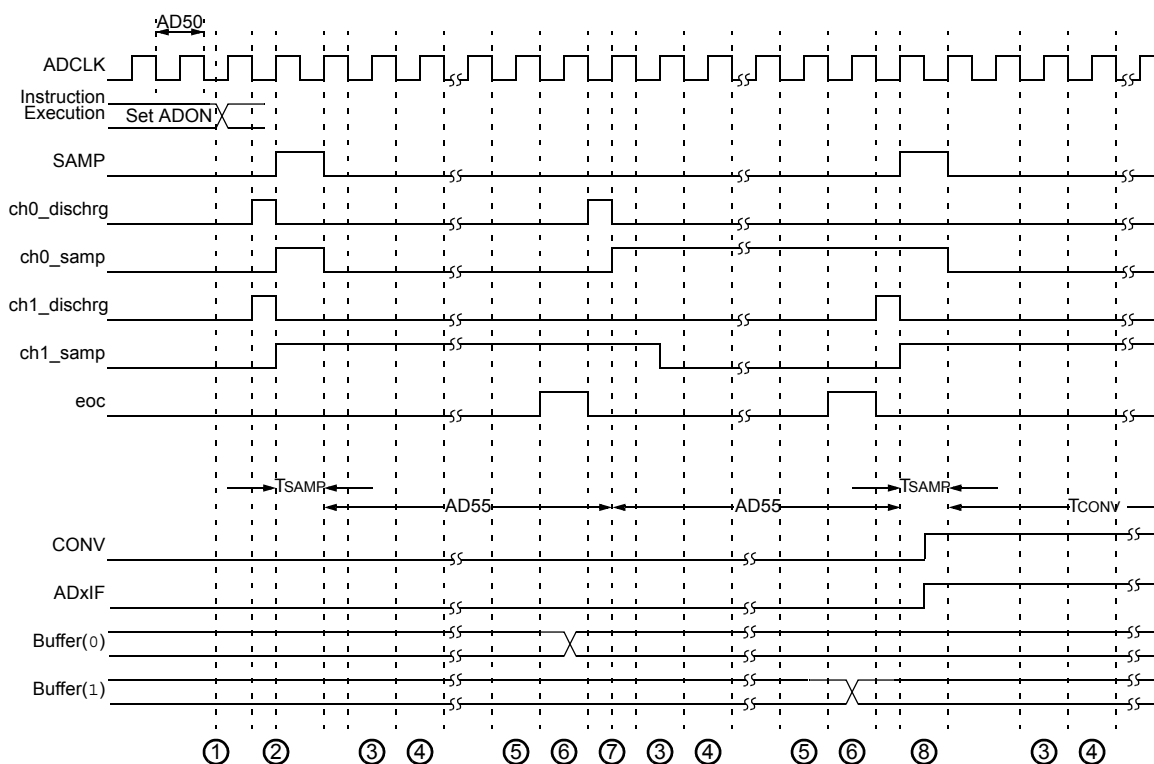 AD50
ADCLK
Instruction
Execution
Set ADON
SAMP
ch0_dischrg
ch0_samp
ch1_dischrg
ch1_samp
eoc
TSAMP TSAMP
AD55 AD55 TCONV
CONV
ADxIF
Buffer(0)
Buffer(1)
① ② ③ ④ ⑤ ⑥ ⑦ ③ ④ ⑤ ⑥ ⑧ ③ ④